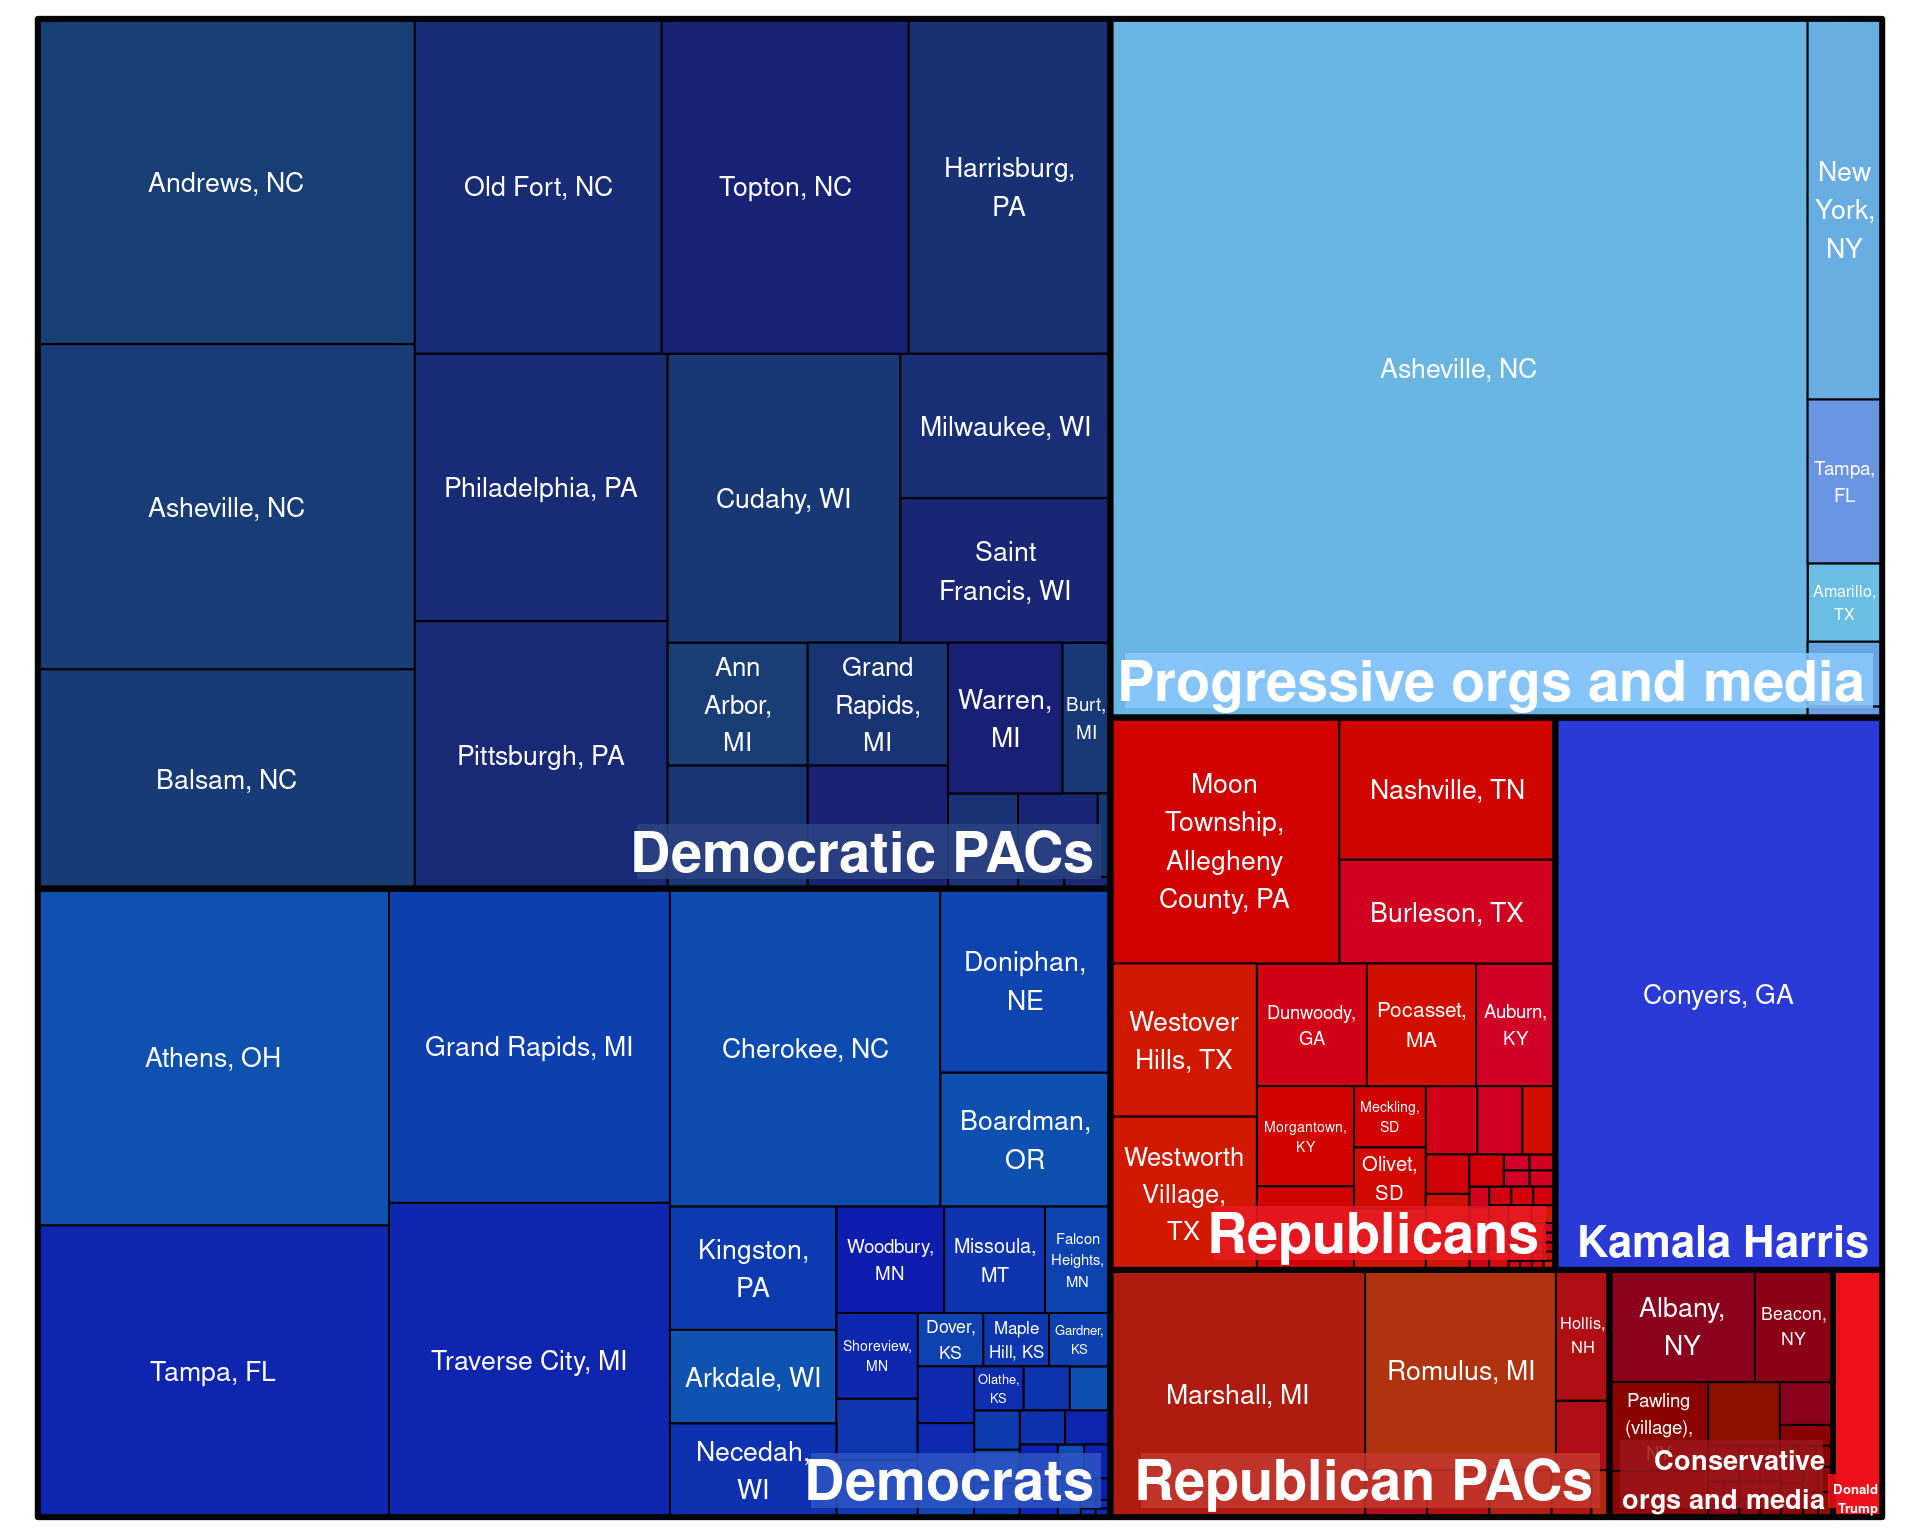 Andrews, NC
Old Fort, NC
Topton, NC
Harrisburg,
PA
Asheville, NC
Philadelphia, PA
Cudahy, WI
Milwaukee, WI
Saint
Francis, WI
Balsam, NC
Pittsburgh, PA
Ann
Arbor,
MI
Grand
Rapids,
MI
Warren,
MI
Burt,
MI
Democratic PACs
Asheville, NC
New
York,
NY
Tampa,
FL
Amarillo,
TX
Progressive orgs and media
Athens, OH
Grand Rapids, MI
Cherokee, NC
Doniphan,
NE
Boardman,
OR
Tampa, FL
Traverse City, MI
Kingston,
PA
Woodbury,
MN
Missoula,
MT
Falcon
Heights,
MN
Arkdale, WI
Shoreview,
MN
Dover,
KS
Maple
Hill, KS
Gardner,
KS
Olathe,
KS
Necedah,
WI
Democrats
Moon
Township,
Allegheny
County, PA
Nashville, TN
Burleson, TX
Westover
Hills, TX
Dunwoody,
GA
Pocasset,
MA
Auburn,
KY
Westworth
Village,
TX
Morgantown,
KY
Meckling,
SD
Olivet,
SD
Republicans
Conyers, GA
Kamala Harris
Marshall, MI
Romulus, MI
Hollis,
NH
Republican PACs
Albany,
NY
Beacon,
NY
Pawling
(village),
NY
Conservative
orgs and media
Donald
Trump